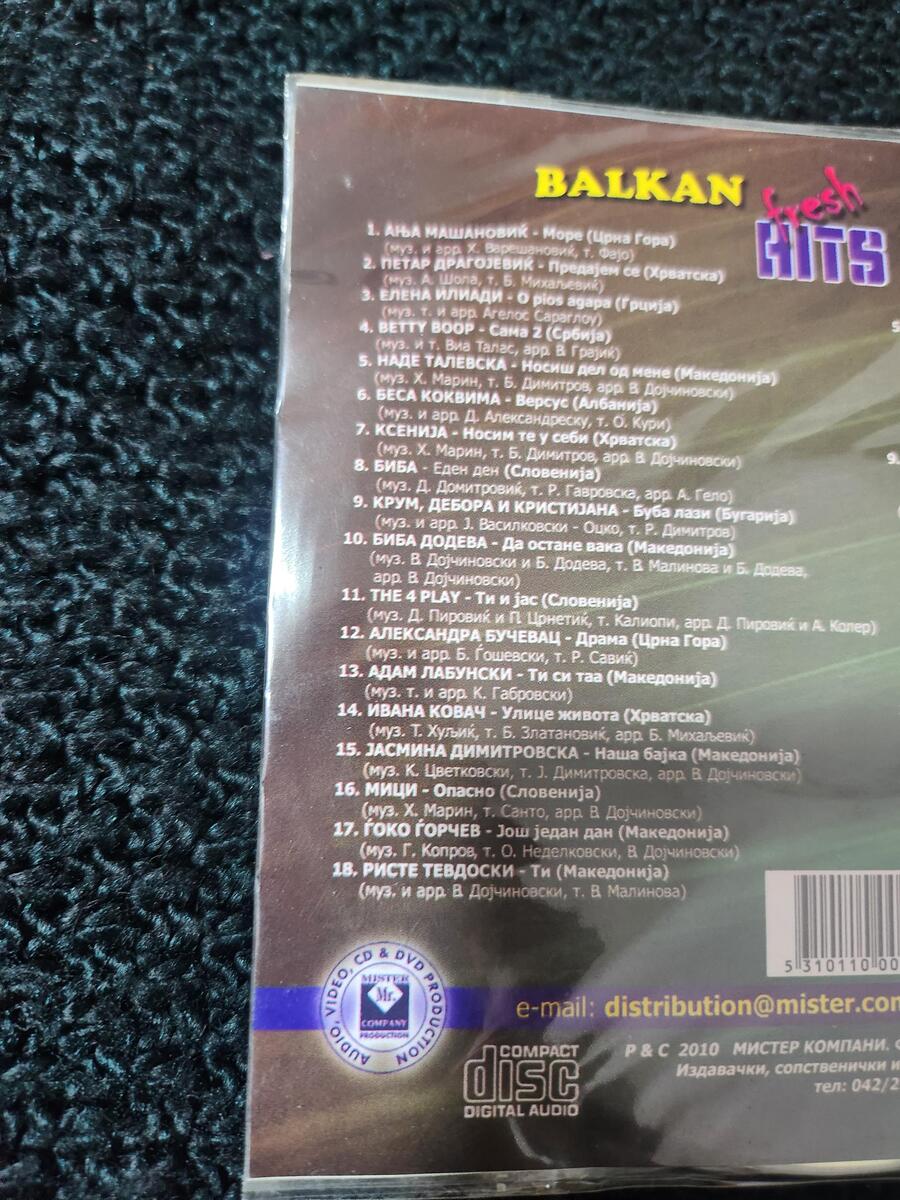 BALKAN
fresh
HITS
1. АЊА МАШАНОВИЌ - Море (Црна Гора)
(муз. и арр. Х. Варешановиќ, т. Фајо)
2. ПЕТАР ДРАГОЈЕВИЌ - Предајем се (Хрватска)
(муз. А. Шола, т. Б. Михаљевиќ)
3. ЕЛЕНА ИЛИАДИ - O pios agapa (Грција)
(муз. т. и арр. Агелос Сараглоу)
4. BETTY BOOP - Сама 2 (Србија)
(муз. и т. Виа Талас, арр. В. Грајиќ)
5. НАДЕ ТАЛЕВСКА - Носиш дел од мене (Македонија)
(муз. Х. Марин, т. Б. Димитров, арр. В. Дојчиновски)
6. БЕСА КОКВИМА - Версус (Албанија)
(муз. и арр. Д. Александреску, т. О. Кури)
7. КСЕНИЈА - Носим те у себи (Хрватска)
(муз. Х. Марин, т. Б. Димитров, арр. В. Дојчиновски)
8. БИБА - Еден ден (Словенија)
(муз. Д. Домитровиќ, т. Р. Гавровска, арр. А. Гело)
9. КРУМ, ДЕБОРА И КРИСТИЈАНА - Буба лази (Бугарија)
(муз. и арр. Ј. Василковски - Оцко, т. Р. Димитров)
10. БИБА ДОДЕВА - Да остане вака (Македонија)
(муз. В. Дојчиновски и Б. Додева, т. В. Малинова и Б. Додева,
арр. В. Дојчиновски)
11. THE 4 PLAY - Ти и јас (Словенија)
(муз. Д. Пировиќ и П. Црнетиќ, т. Калиопи, арр. Д. Пировиќ и А. Колер)
12. АЛЕКСАНДРА БУЧЕВАЦ - Драма (Црна Гора)
(муз. и арр. Б. Ѓошевски, т. Р. Савиќ)
13. АДАМ ЛАБУНСКИ - Ти си таа (Македонија)
(муз. т. и арр. К. Габровски)
14. ИВАНА КОВАЧ - Улице живота (Хрватска)
(муз. Т. Хуљиќ, т. Б. Златановиќ, арр. Б. Михаљевиќ)
15. ЈАСМИНА ДИМИТРОВСКА - Наша бајка (Македонија)
(муз. К. Цветковски, т. Ј. Димитровска, арр. В. Дојчиновски)
16. МИЦИ - Опасно (Словенија)
(муз. Х. Марин, т. Санто, арр. В. Дојчиновски)
17. ЃОКО ЃОРЧЕВ - Још један дан (Македонија)
(муз. Г. Копров, т. О. Неделковски, В. Дојчиновски)
18. РИСТЕ ТЕВДОСКИ - Ти (Македонија)
(муз. и арр. В. Дојчиновски, т. В. Малинова)
5 310110 00
AUDIO, VIDEO, CD & DVD PRODUCTION
MISTER
Mr.
COMPANY
PRODUCTION
e-mail: distribution@mister.com
COMPACT
disc
DIGITAL AUDIO
P & C 2010 МИСТЕР КОМПАНИ.
Издавачки, сопственички и
тел: 042/2